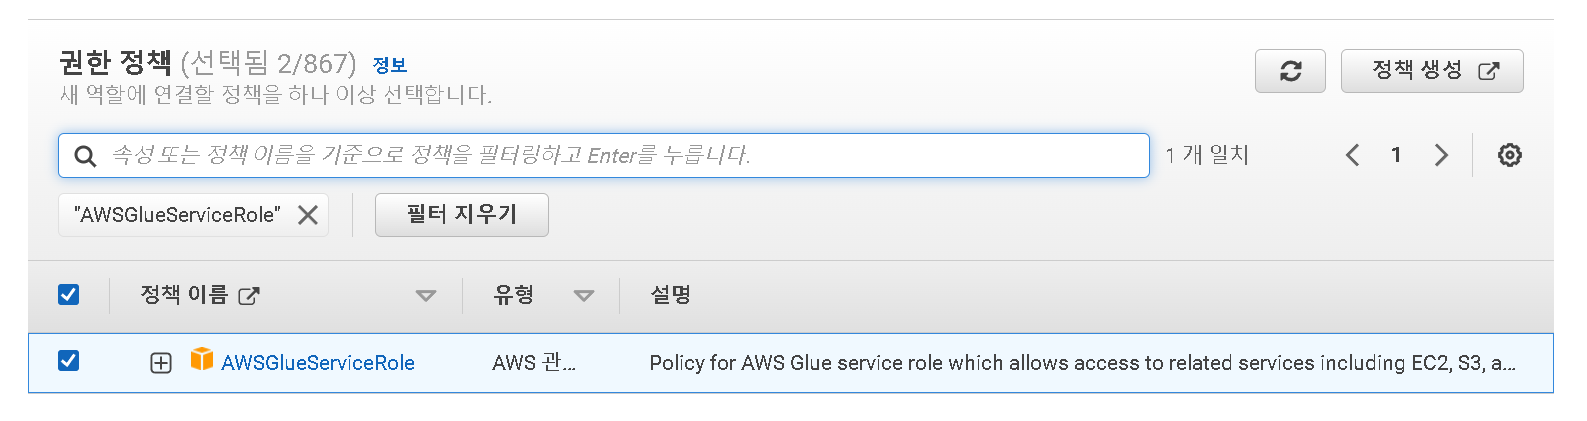 권한 정책 (선택됨 2/867) 정보
새 역할에 연결할 정책을 하나 이상 선택합니다.
정책 생성
속성 또는 정책 이름을 기준으로 정책을 필터링하고 Enter를 누릅니다.
1 개 일치
1
"AWSGlueServiceRole"
필터 지우기
정책 이름 유형 설명
AWSGlueServiceRole AWS 관... Policy for AWS Glue service role which allows access to related services including EC2, S3, a...